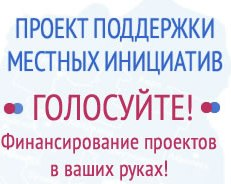 ПРОЕКТ ПОДДЕРЖКИ
МЕСТНЫХ ИНИЦИАТИВ
ГОЛОСУЙТЕ!
Финансирование проектов
в ваших руках!